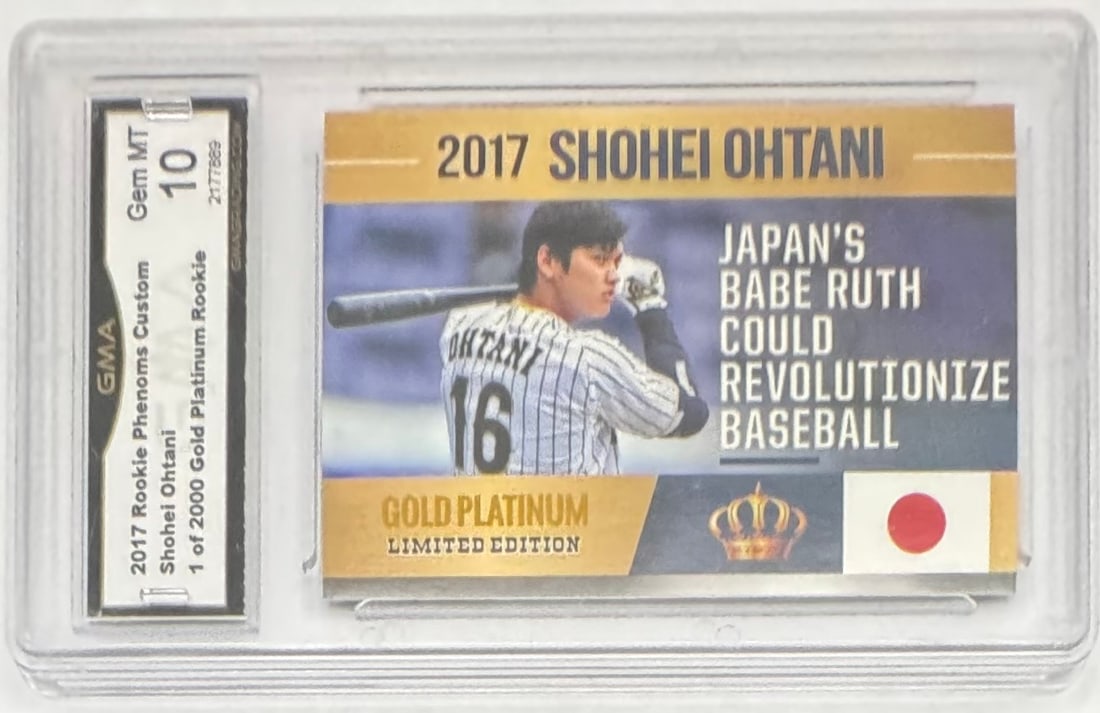 GMA
2017 Rookie Phenoms Custom
Gem MT
Shohei Ohtani
10
1 of 2000 Gold Platinum Rookie
2177689
2017 SHOHEI OHTANI
OHTANI
16
JAPAN'S
BABE RUTH
COULD
REVOLUTIONIZE
BASEBALL
GOLD PLATINUM
LIMITED EDITION